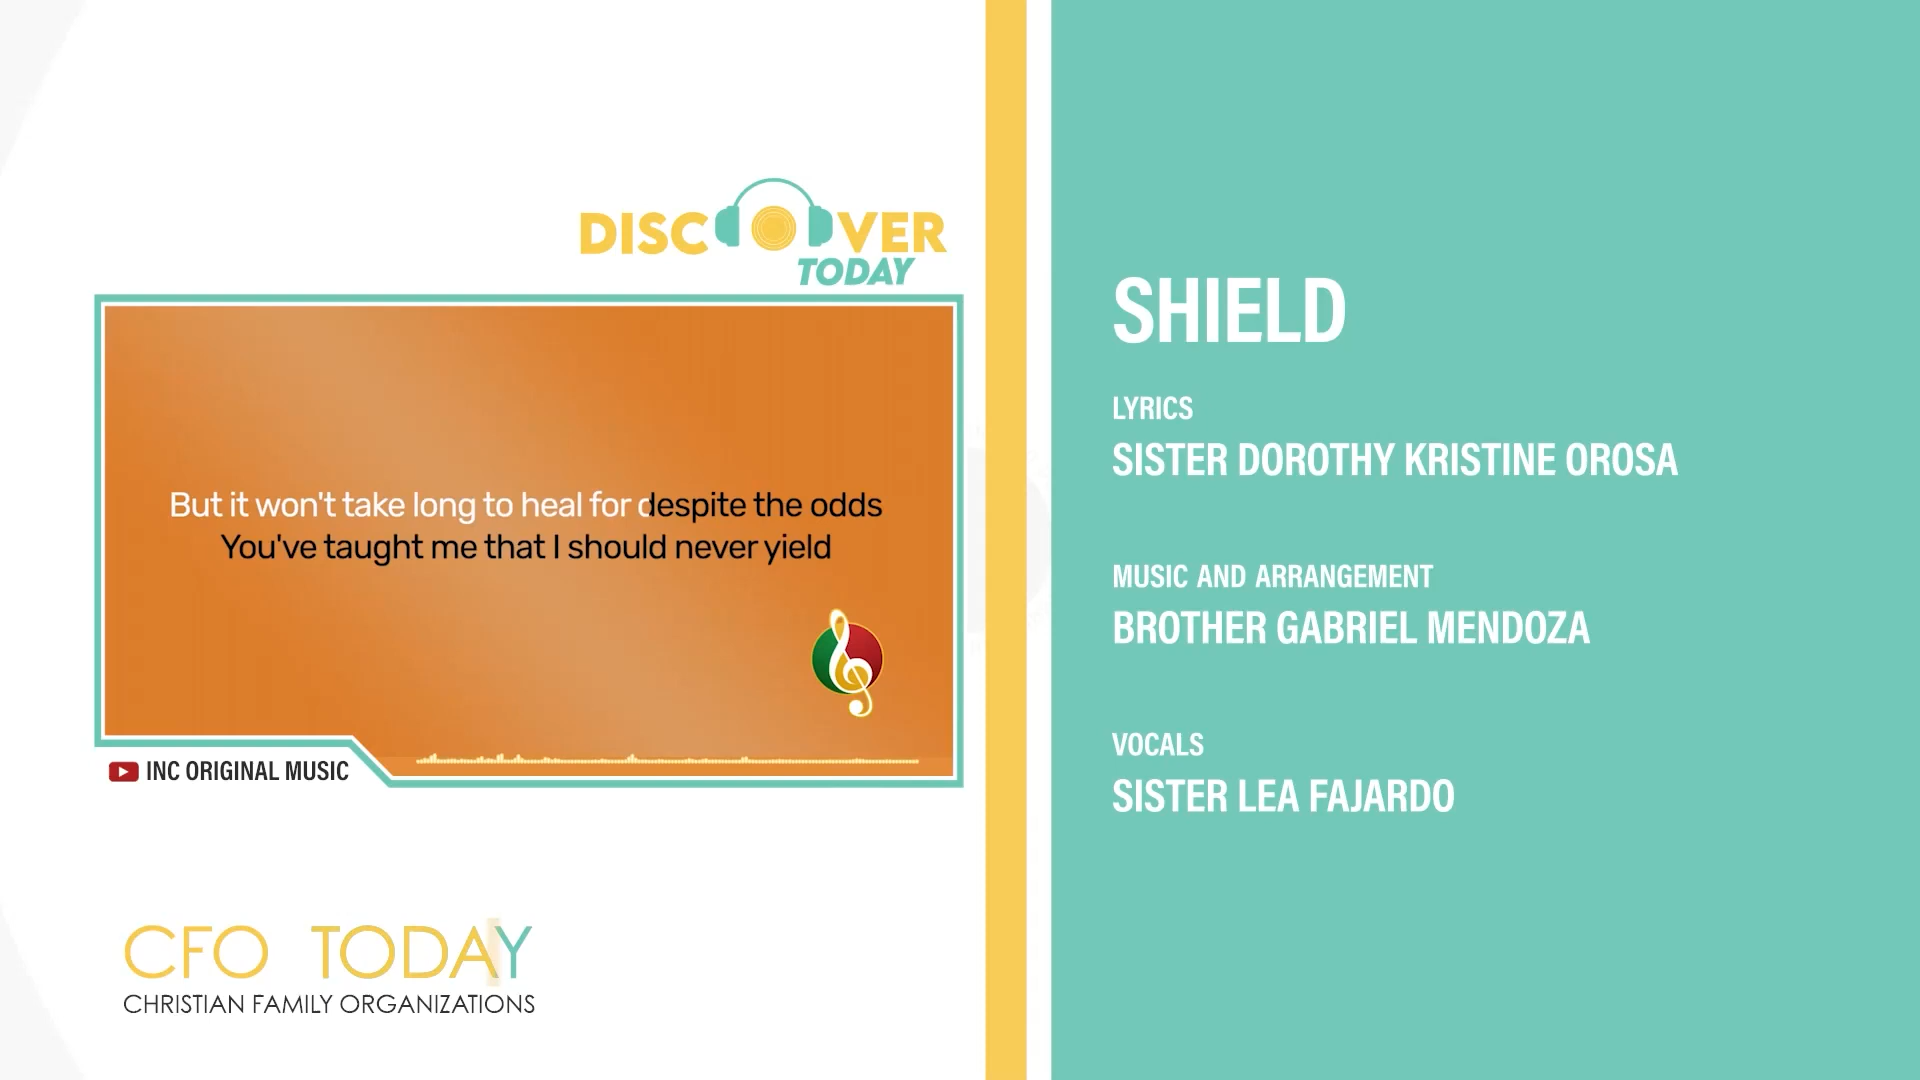 DISCOVER
TODAY
But it won't take long to heal for despite the odds
You've taught me that I should never yield
INC ORIGINAL MUSIC
CFO TODAY
CHRISTIAN FAMILY ORGANIZATIONS
SHIELD
LYRICS
SISTER DOROTHY KRISTINE OROSA
MUSIC AND ARRANGEMENT
BROTHER GABRIEL MENDOZA
VOCALS
SISTER LEA FAJARDO